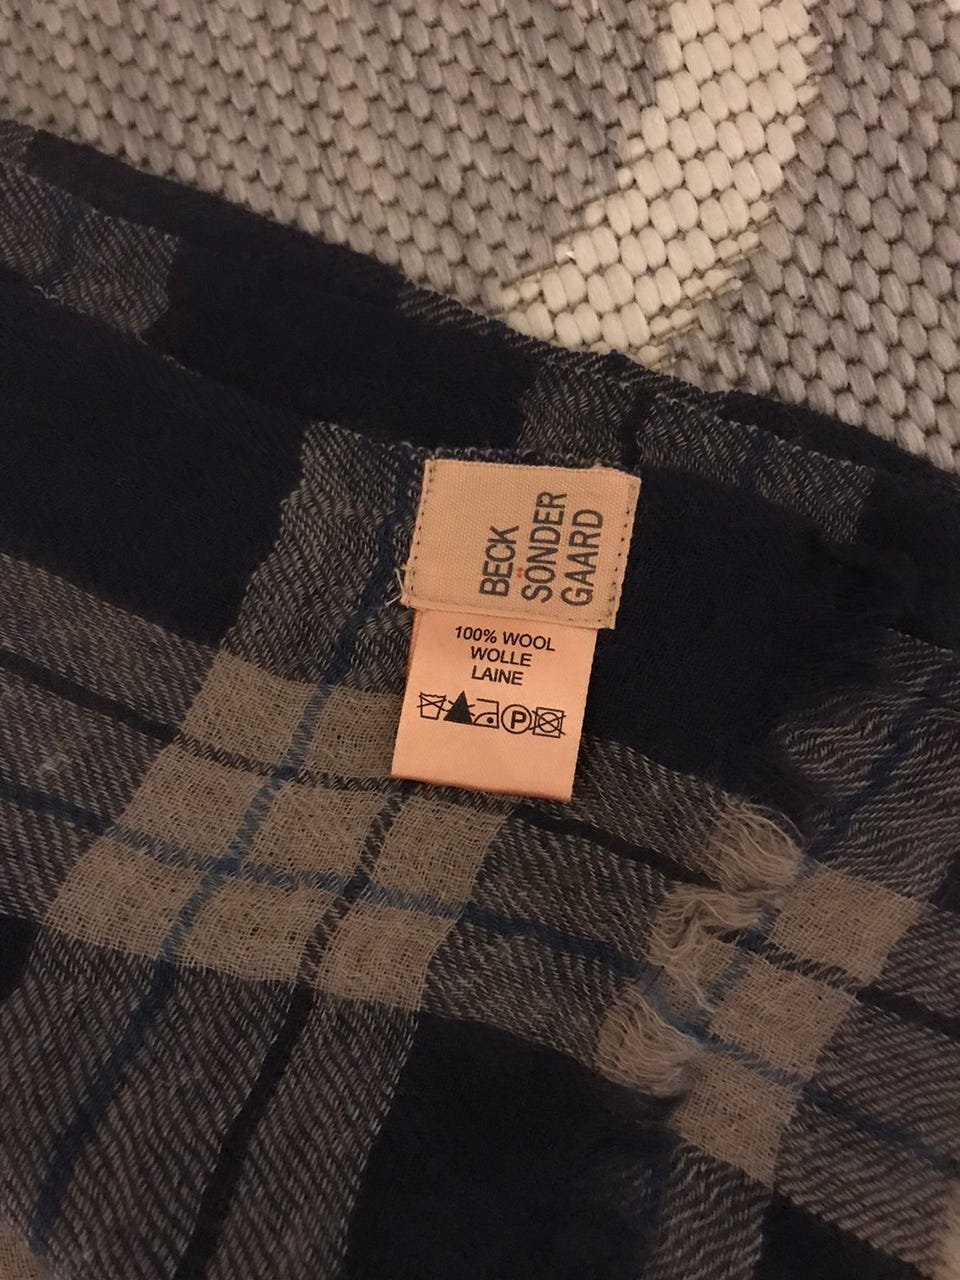 BECK
SÖNDER
GAARD
100% WOOL
WOLLE
LAINE
P